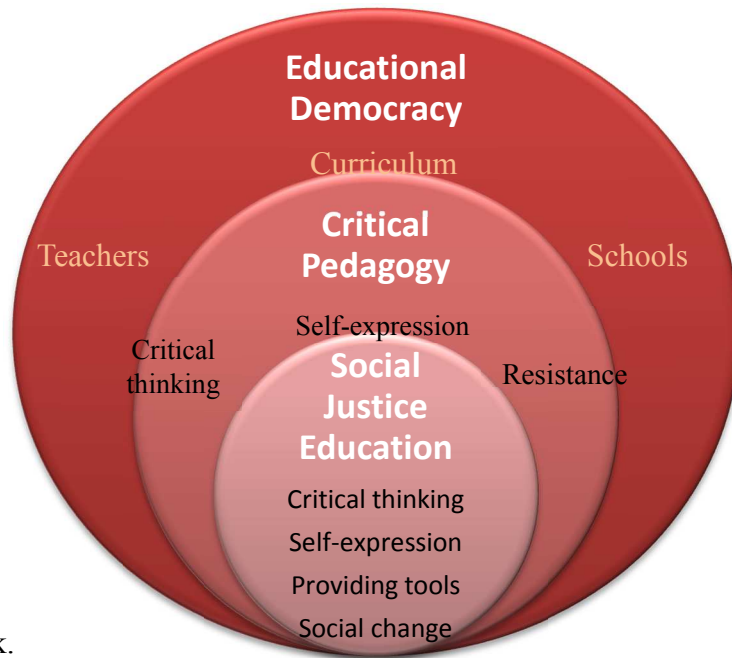 Educational
Democracy
Curriculum
Teachers
Schools
Critical
Pedagogy
Self-expression
Critical
thinking
Resistance
Social
Justice
Education
Critical thinking
Self-expression
Providing tools
Social change